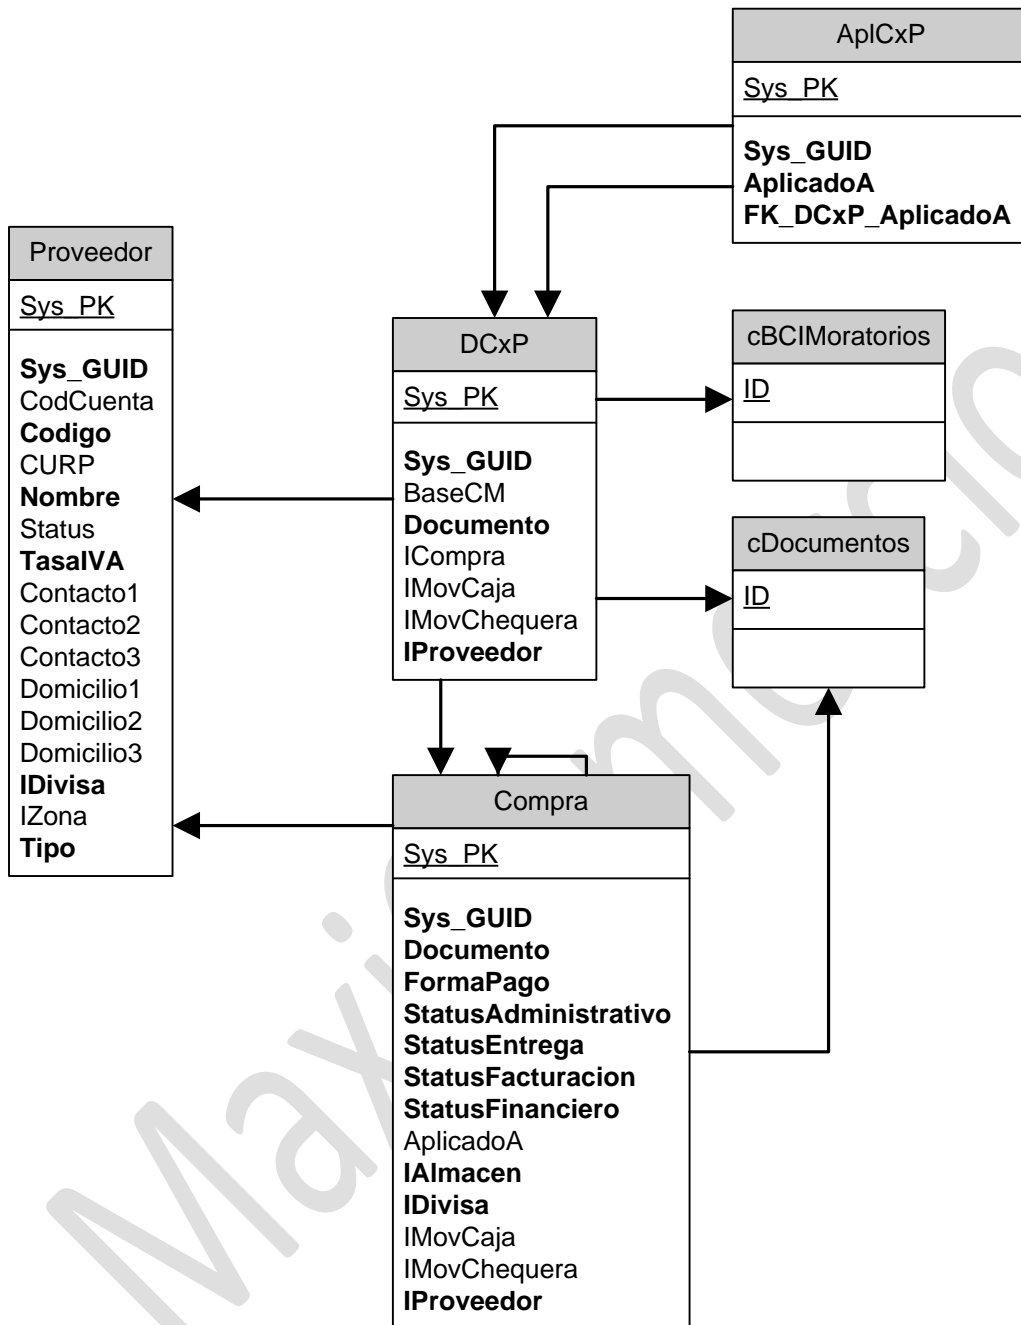 AplCxP
Sys_PK
Sys_GUID
AplicadoA
FK_DCxP_AplicadoA
Proveedor
Sys_PK
Sys_GUID
CodCuenta
Codigo
CURP
Nombre
Status
TasaIVA
Contacto1
Contacto2
Contacto3
Domicilio1
Domicilio2
Domicilio3
IDivisa
IZona
Tipo
DCxP
Sys_PK
Sys_GUID
BaseCM
Documento
ICompra
IMovCaja
IMovChequera
IProveedor
cBCIMoratorios
ID
cDocumentos
ID
Compra
Sys_PK
Sys_GUID
Documento
FormaPago
StatusAdministrativo
StatusEntrega
StatusFacturacion
StatusFinanciero
AplicadoA
IAlmacen
IDivisa
IMovCaja
IMovChequera
IProveedor